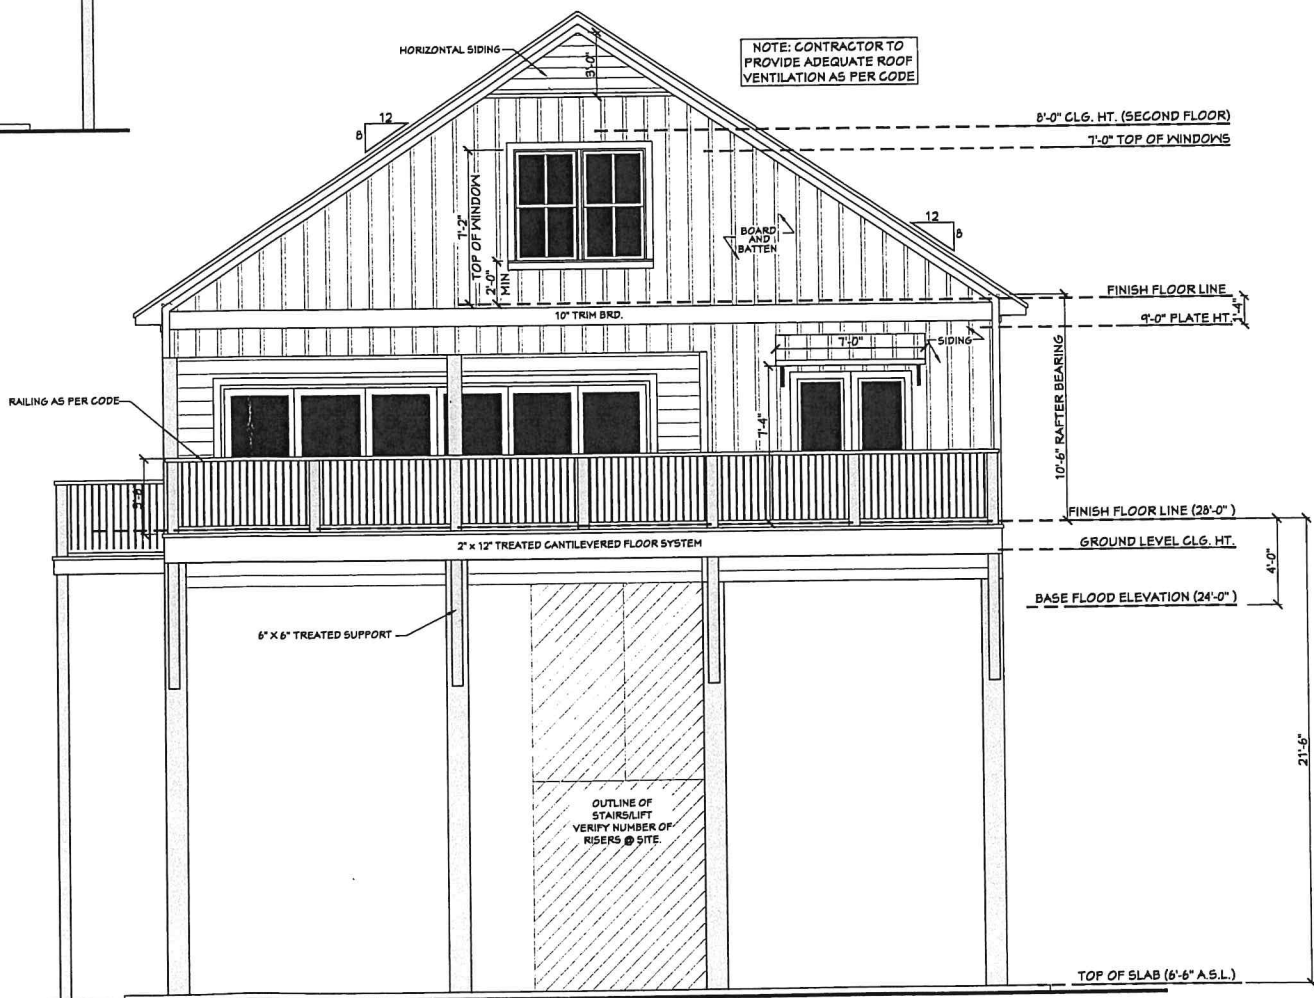 HORIZONTAL SIDING
3'-0"
NOTE: CONTRACTOR TO
PROVIDE ADEQUATE ROOF
VENTILATION AS PER CODE
12
8
8'-0" CLG. HT. (SECOND FLOOR)
7'-0" TOP OF WINDOWS
7'-2"
TOP OF WINDOW
2'-0"
MIN
BOARD
AND
BATTEN
12
8
FINISH FLOOR LINE
10" TRIM BRD.
9'-0" PLATE HT.
1'-4"
7'-0"
SIDING
RAILING AS PER CODE
7'-4"
10'-6" RAFTER BEARING
FINISH FLOOR LINE (28'-0")
2" x 12" TREATED CANTILEVERED FLOOR SYSTEM
GROUND LEVEL CLG. HT.
4'-0"
BASE FLOOD ELEVATION (24'-0")
6" X 6" TREATED SUPPORT
21'-6"
OUTLINE OF
STAIRS/LIFT
VERIFY NUMBER OF
RISERS @ SITE.
TOP OF SLAB (6'-6" A.S.L.)